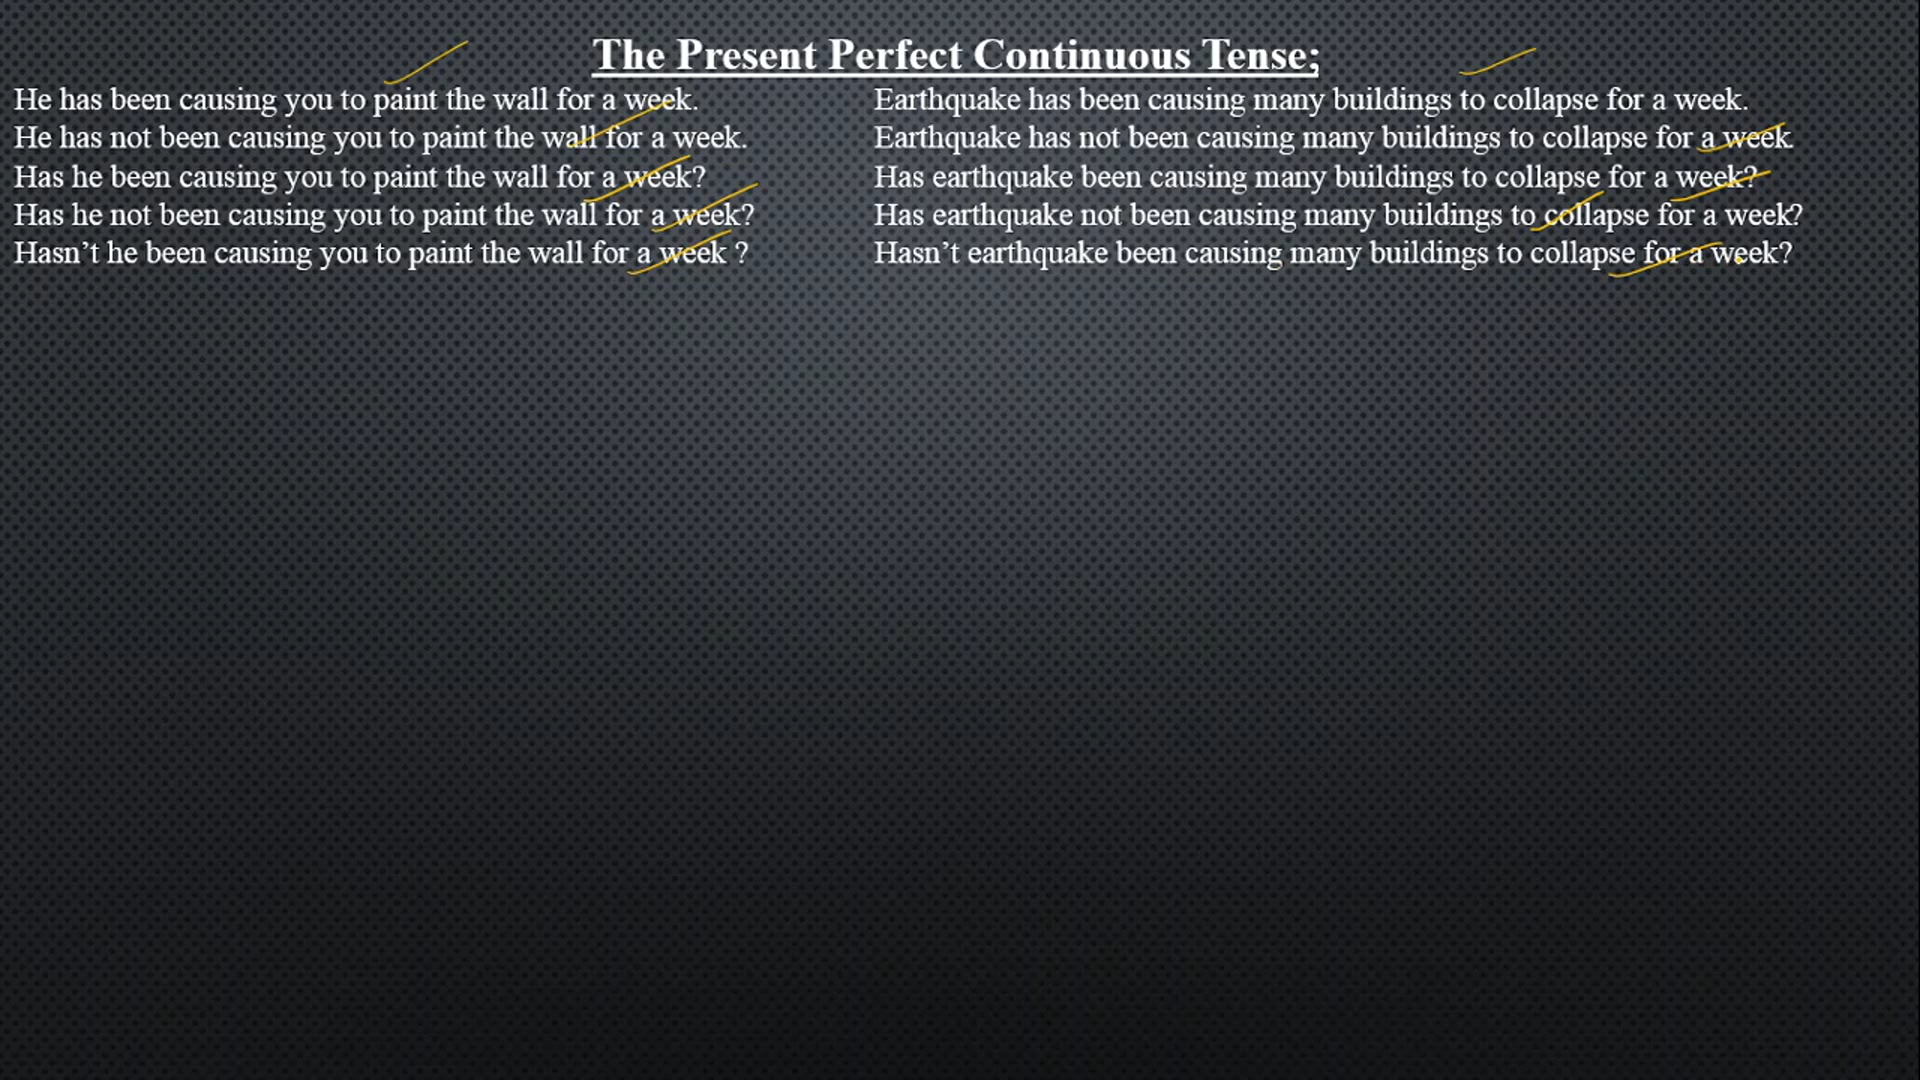 The Present Perfect Continuous Tense;
He has been causing you to paint the wall for a week.
He has not been causing you to paint the wall for a week.
Has he been causing you to paint the wall for a week?
Has he not been causing you to paint the wall for a week?
Hasn’t he been causing you to paint the wall for a week ?
Earthquake has been causing many buildings to collapse for a week.
Earthquake has not been causing many buildings to collapse for a week.
Has earthquake been causing many buildings to collapse for a week?
Has earthquake not been causing many buildings to collapse for a week?
Hasn’t earthquake been causing many buildings to collapse for a week?